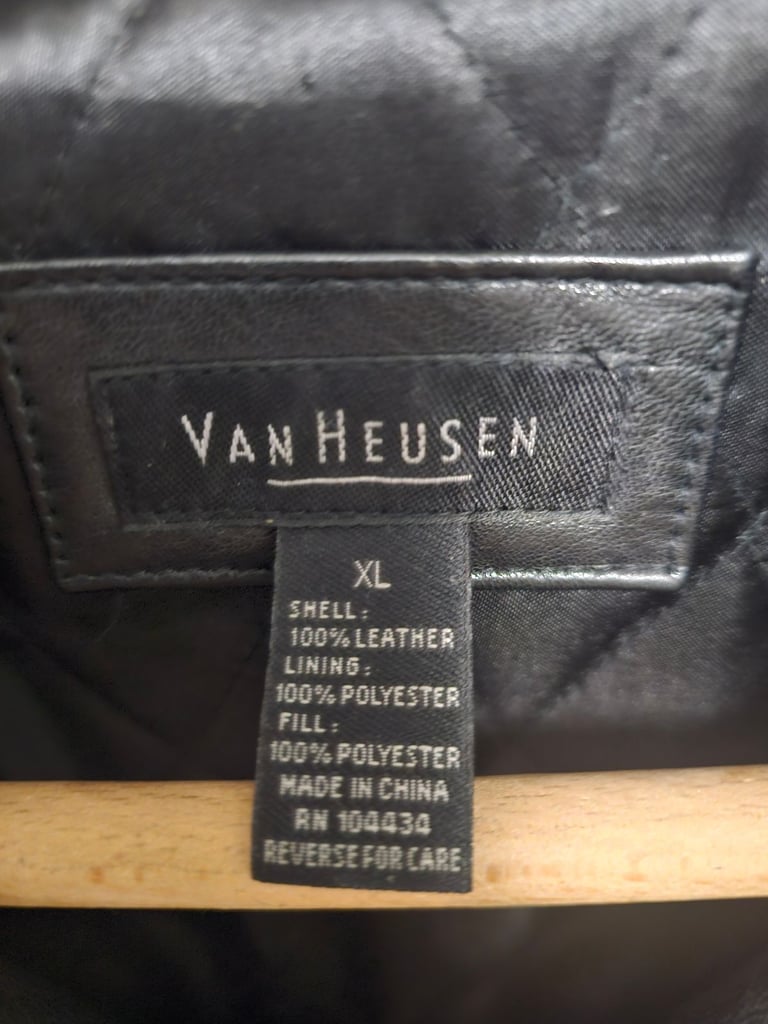 VAN HEUSEN
XL
SHELL:
100% LEATHER
LINING:
100% POLYESTER
FILL:
100% POLYESTER
MADE IN CHINA
RN 104434
REVERSE FOR CARE